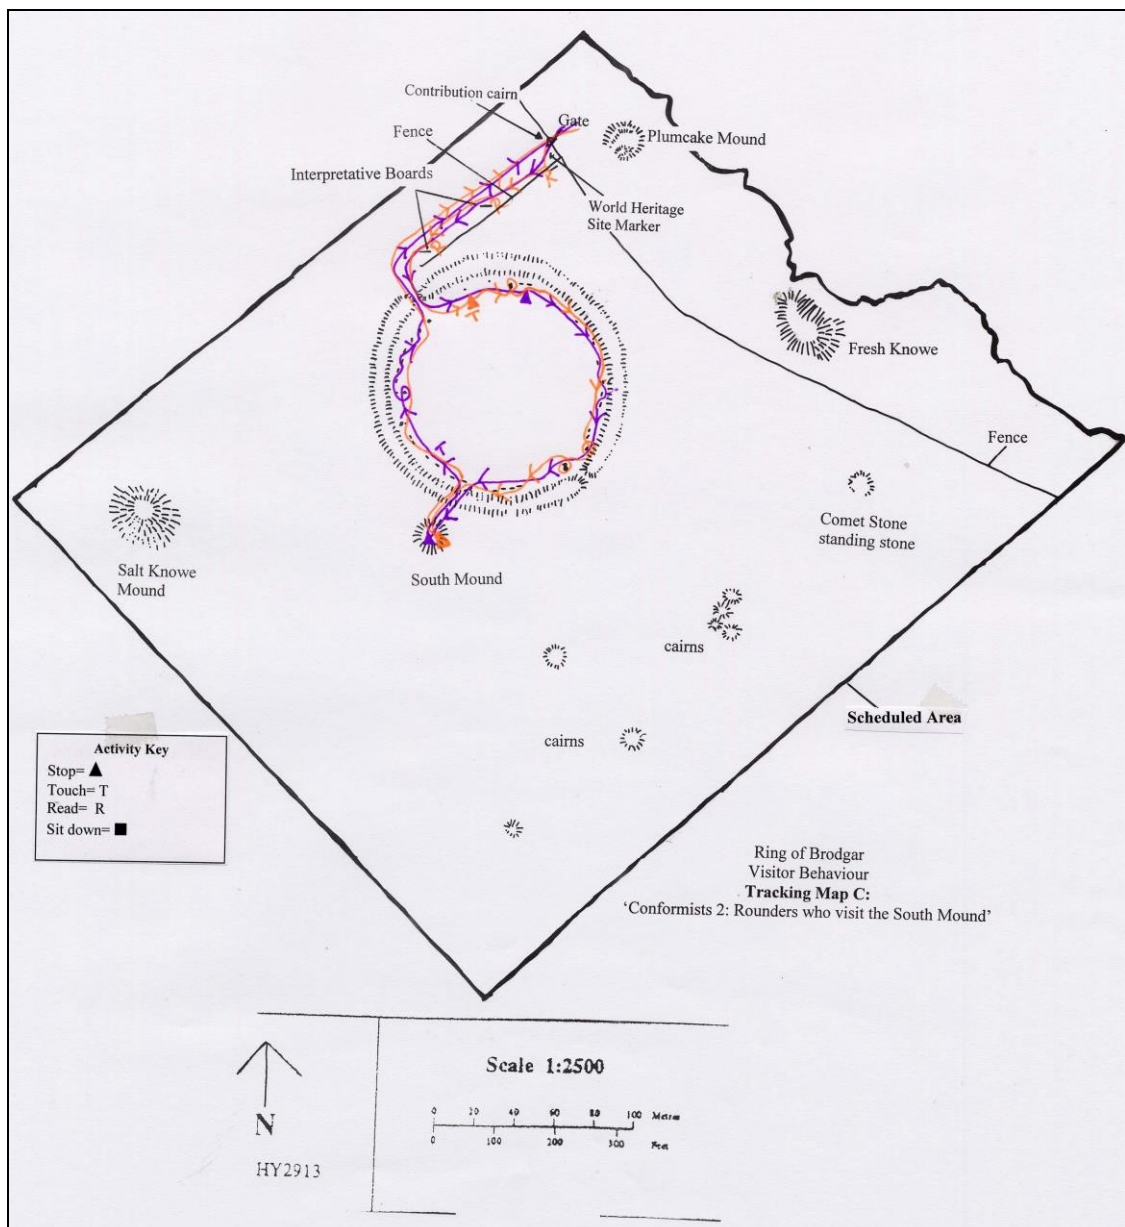 Contribution cairn
Gate
Fence
Plumcake Mound
Interpretative Boards
World Heritage
Site Marker
R
R
R
T
Fresh Knowe
Fence
Comet Stone
standing stone
Salt Knowe
Mound
South Mound
cairns
cairns
Scheduled Area
Activity Key
Stop= ▲
Touch= T
Read= R
Sit down= ■
Ring of Brodgar
Visitor Behaviour
Tracking Map C:
'Conformists 2: Rounders who visit the South Mound'
Scale 1:2500
0 20 40 60 80 100 Metres
0 100 200 300 Feet
N
HY2913